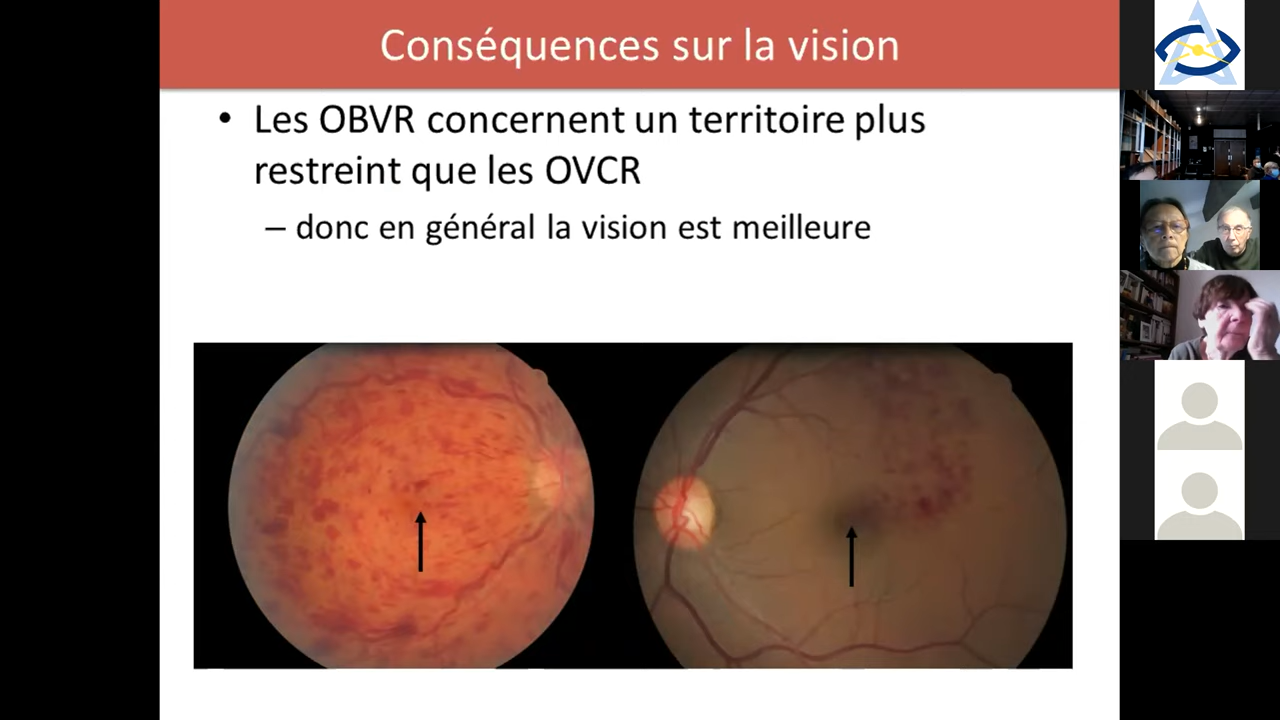 Conséquences sur la vision
• Les OBVR concernent un territoire plus
restreint que les OVCR
– donc en général la vision est meilleure